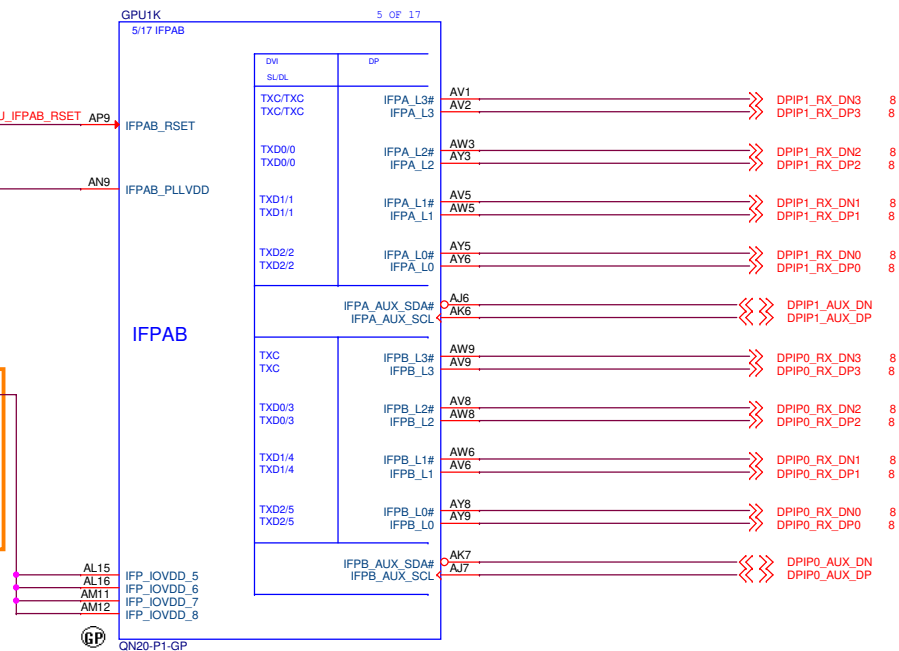 GPU1K 5 OF 17
5/17 IFPAB
DVI DP
SL/DL
TXC/TXC IFPA_L3# AV1 DPIP1_RX_DN3 8
TXC/TXC IFPA_L3 AV2 DPIP1_RX_DP3 8
U_IFPAB_RSET AP9 IFPAB_RSET
TXD0/0 IFPA_L2# AW3 DPIP1_RX_DN2 8
TXD0/0 IFPA_L2 AY3 DPIP1_RX_DP2 8
AN9 IFPAB_PLLVDD
TXD1/1 IFPA_L1# AV5 DPIP1_RX_DN1 8
TXD1/1 IFPA_L1 AW5 DPIP1_RX_DP1 8
TXD2/2 IFPA_L0# AY5 DPIP1_RX_DN0 8
TXD2/2 IFPA_L0 AY6 DPIP1_RX_DP0 8
IFPA_AUX_SDA# AJ6 DPIP1_AUX_DN
IFPA_AUX_SCL AK6 DPIP1_AUX_DP
IFPAB
TXC IFPB_L3# AW9 DPIP0_RX_DN3 8
TXC IFPB_L3 AV9 DPIP0_RX_DP3 8
TXD0/3 IFPB_L2# AV8 DPIP0_RX_DN2 8
TXD0/3 IFPB_L2 AW8 DPIP0_RX_DP2 8
TXD1/4 IFPB_L1# AW6 DPIP0_RX_DN1 8
TXD1/4 IFPB_L1 AV6 DPIP0_RX_DP1 8
TXD2/5 IFPB_L0# AY8 DPIP0_RX_DN0 8
TXD2/5 IFPB_L0 AY9 DPIP0_RX_DP0 8
IFPB_AUX_SDA# AK7 DPIP0_AUX_DN
IFPB_AUX_SCL AJ7 DPIP0_AUX_DP
AL15 IFP_IOVDD_5
AL16 IFP_IOVDD_6
AM11 IFP_IOVDD_7
AM12 IFP_IOVDD_8
GP
QN20-P1-GP